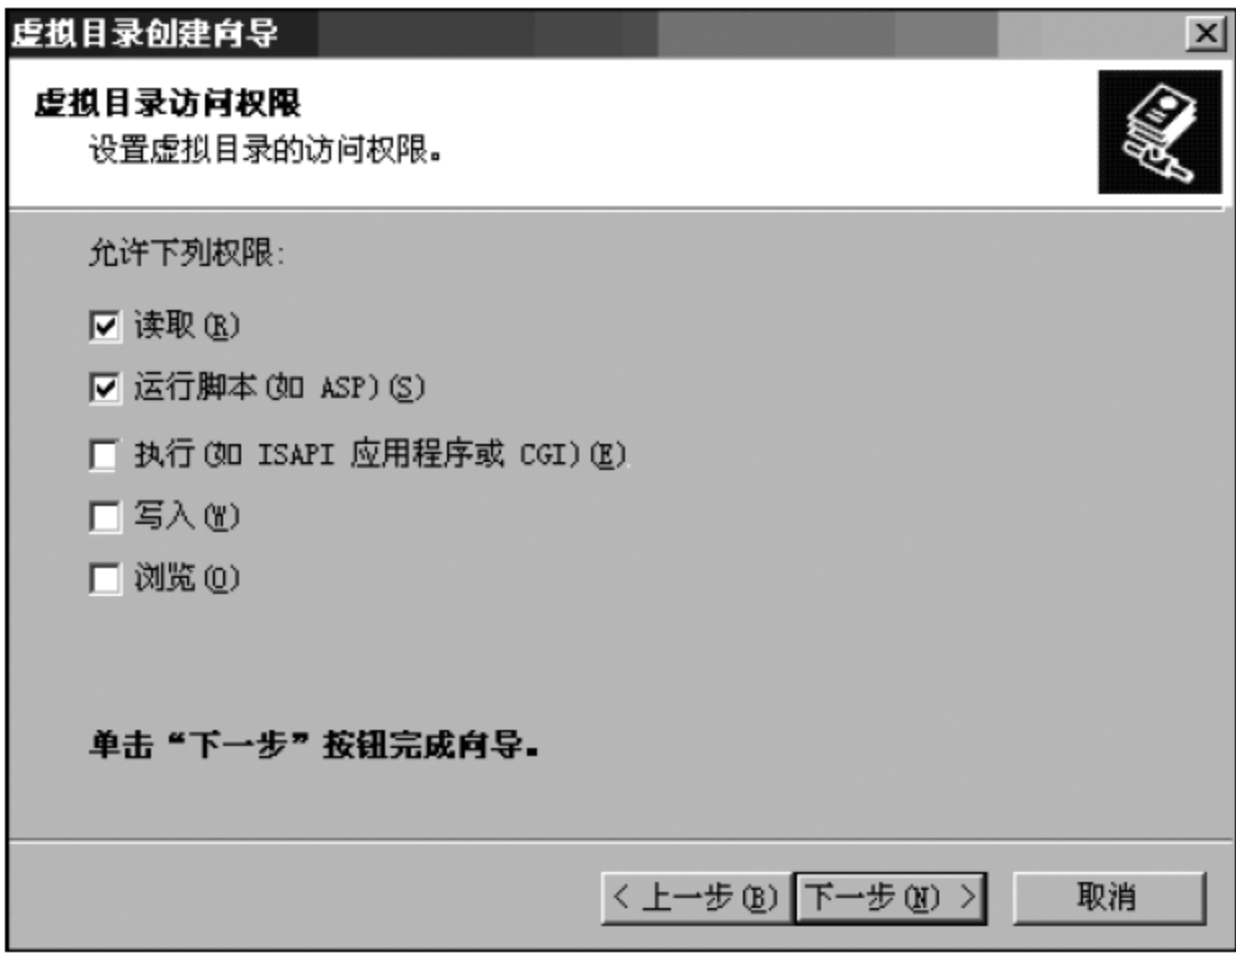 虚拟目录创建向导
虚拟目录访问权限
设置虚拟目录的访问权限。
允许下列权限:
读取(R)
运行脚本(如 ASP)(S)
执行(如 ISAPI 应用程序或 CGI)(E)
写入(W)
浏览(O)
单击“下一步”按钮完成向导。
< 上一步(B) 下一步(N) > 取消